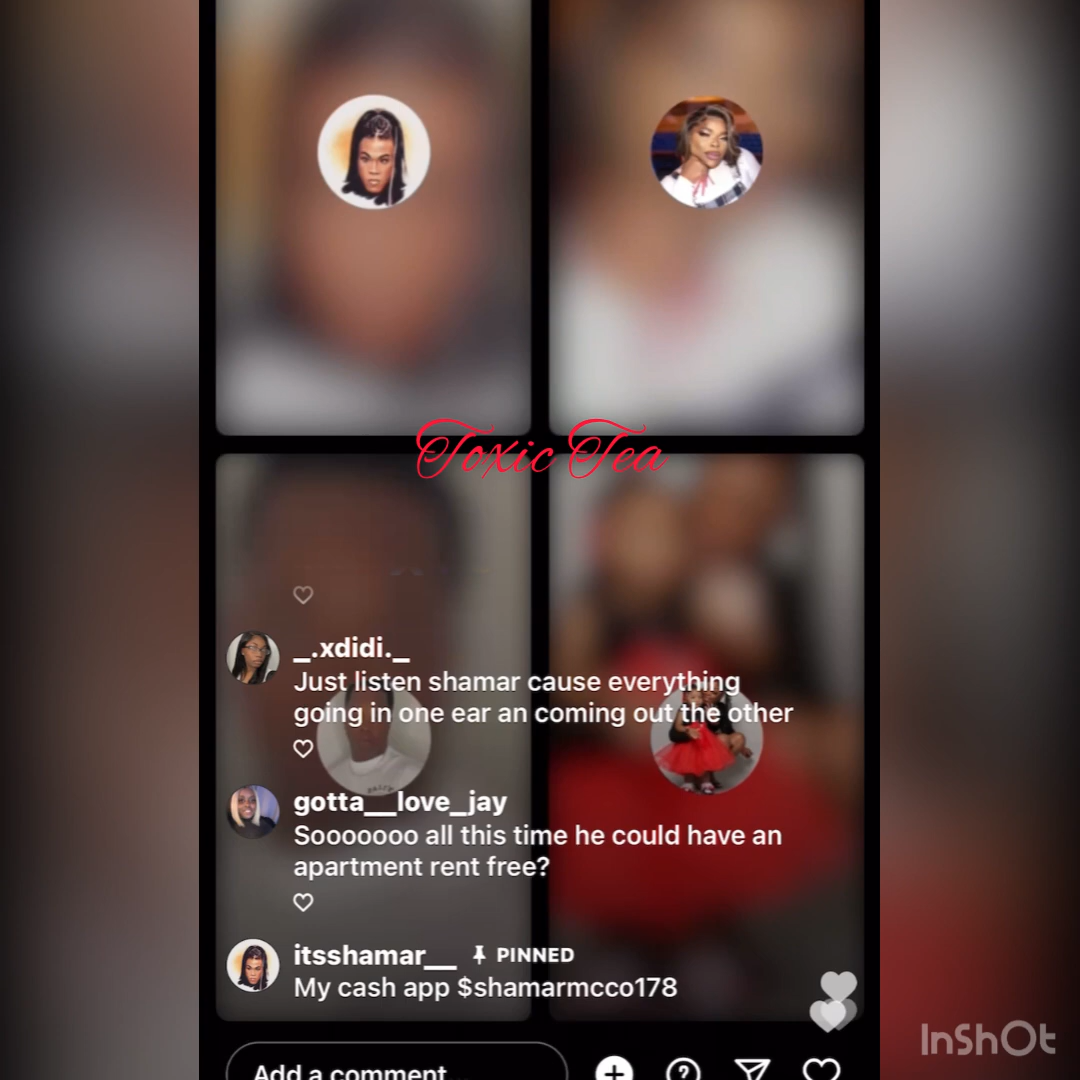 Toxic Tea
_.xdidi._
Just listen shamar cause everything
going in one ear an coming out the other
gotta__love_jay
Sooooooo all this time he could have an
apartment rent free?
itsshamar__ PINNED
My cash app $shamarmcco178
Add a comment...
InShOt